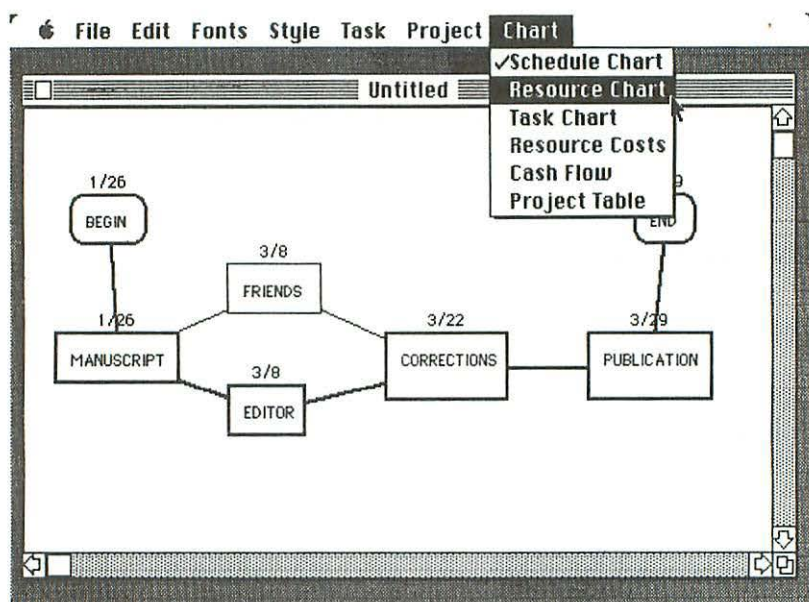 File Edit Fonts Style Task Project Chart
✓Schedule Chart
Resource Chart
Task Chart
Resource Costs
Cash Flow
Project Table
Untitled
1/26
BEGIN
9
END
3/8
FRIENDS
1/26
MANUSCRIPT
3/8
EDITOR
3/22
CORRECTIONS
3/29
PUBLICATION